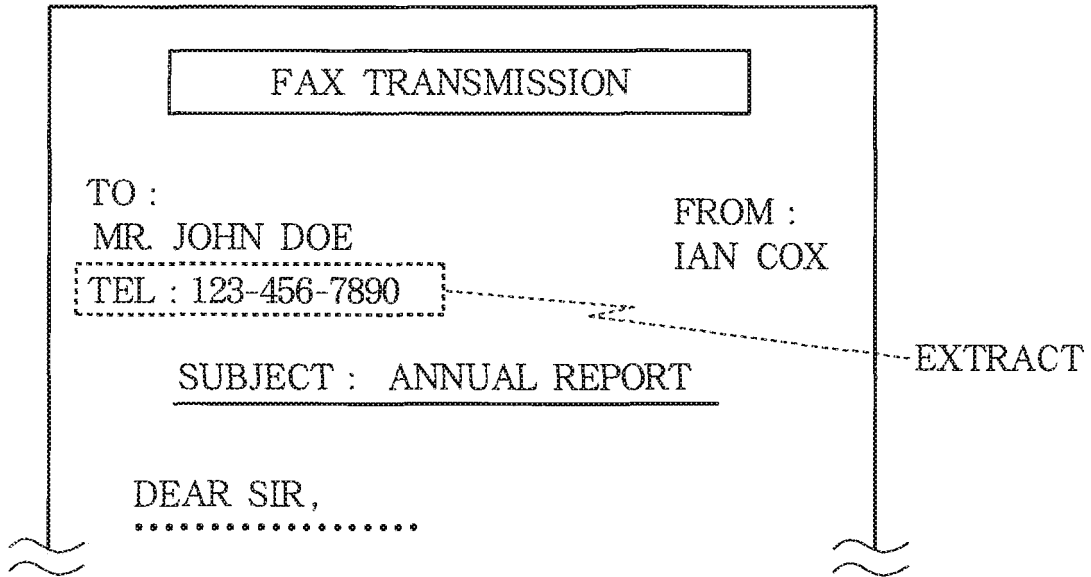 FAX TRANSMISSION
TO :
MR. JOHN DOE
TEL : 123-456-7890
FROM :
IAN COX
EXTRACT
SUBJECT : ANNUAL REPORT
DEAR SIR,